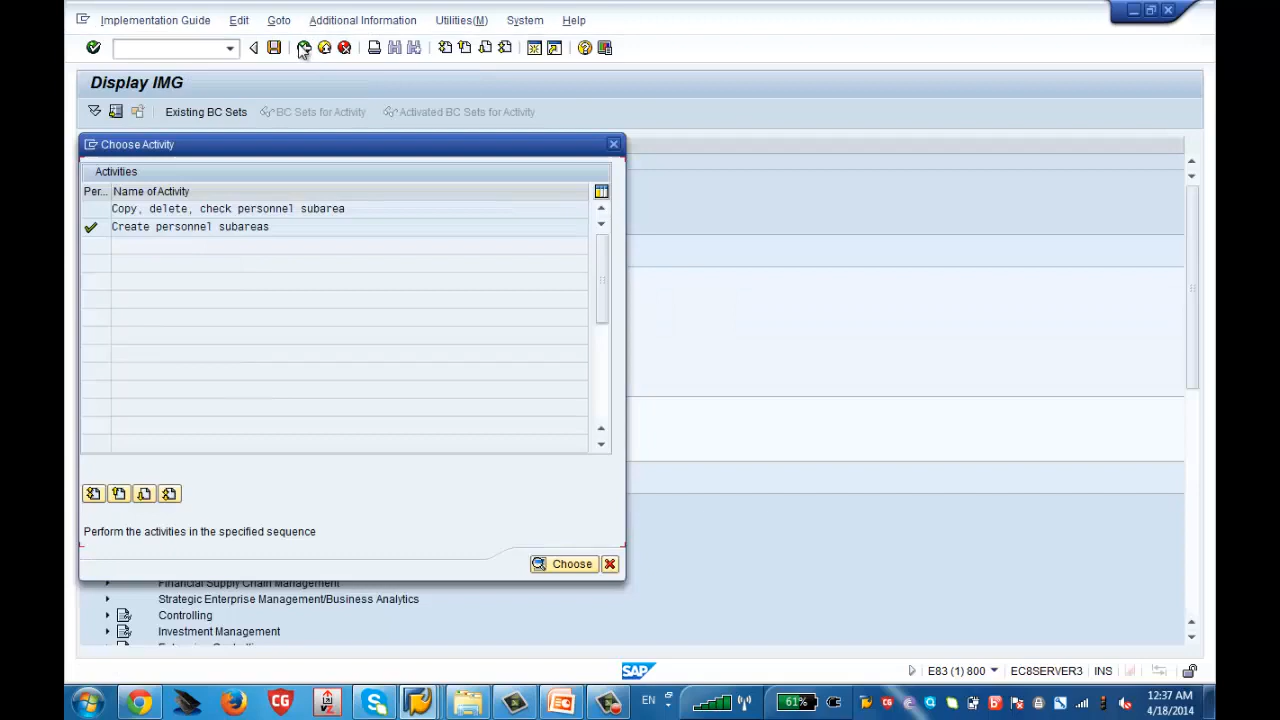 Implementation Guide Edit Goto Additional Information Utilities(M) System Help
Display IMG
Existing BC Sets BC Sets for Activity Activated BC Sets for Activity
Choose Activity
Activities
Per... Name of Activity
Copy, delete, check personnel subarea
Create personnel subareas
Perform the activities in the specified sequence
Choose
Financial Supply Chain Management
Strategic Enterprise Management/Business Analytics
Controlling
Investment Management
SAP
E83 (1) 800 EC8SERVER3 INS
CG
EN
61%
12:37 AM
4/18/2014